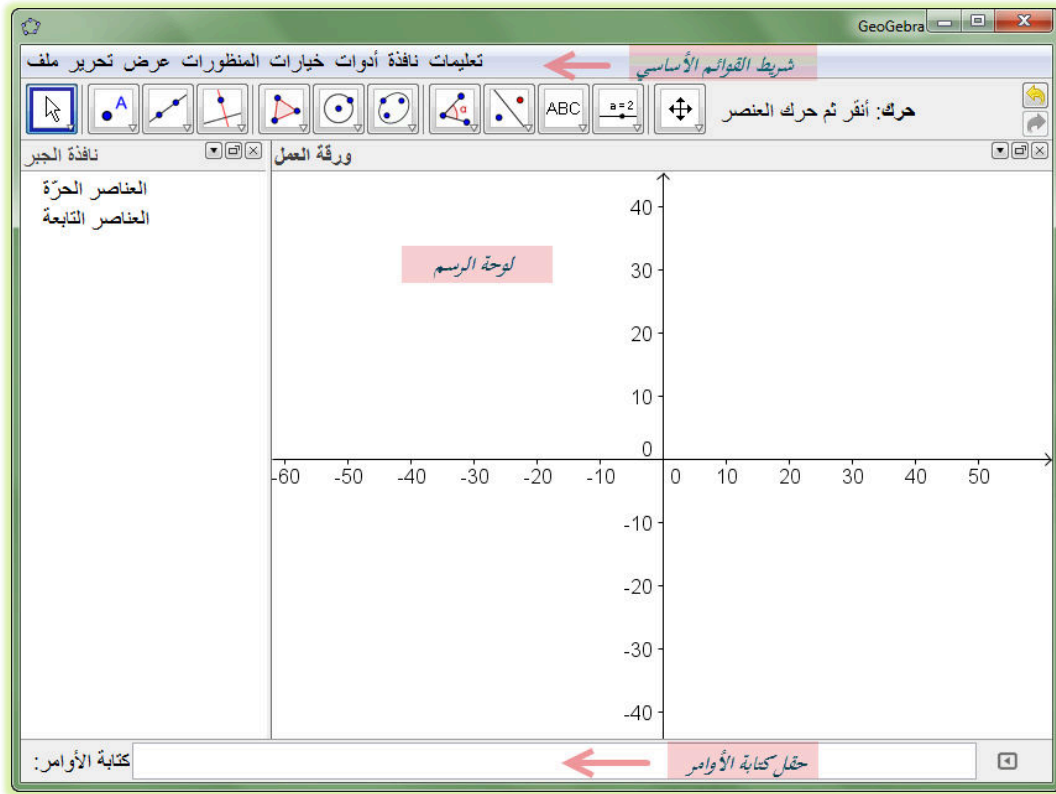 GeoGebra
ملف تحرير عرض المنظورات خيارات أدوات نافذة تعليمات
شريط القوائم الأساسي
A
α
ABC
a=2
حرك: أنقر ثم حرك العنصر
نافذة الجبر
ورقة العمل
العناصر الحرّة
العناصر التابعة
لوحة الرسم
40
30
20
10
0
-60 -50 -40 -30 -20 -10 0 10 20 30 40 50
-10
-20
-30
-40
كتابة الأوامر:
حقل كتابة الأوامر